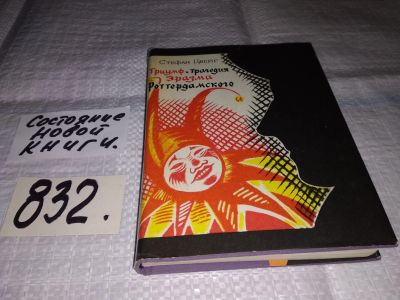 Стефан Цвейг
Триумф и трагедия
Эразма
Роттердамского
Состояние
новой
книги.
832.